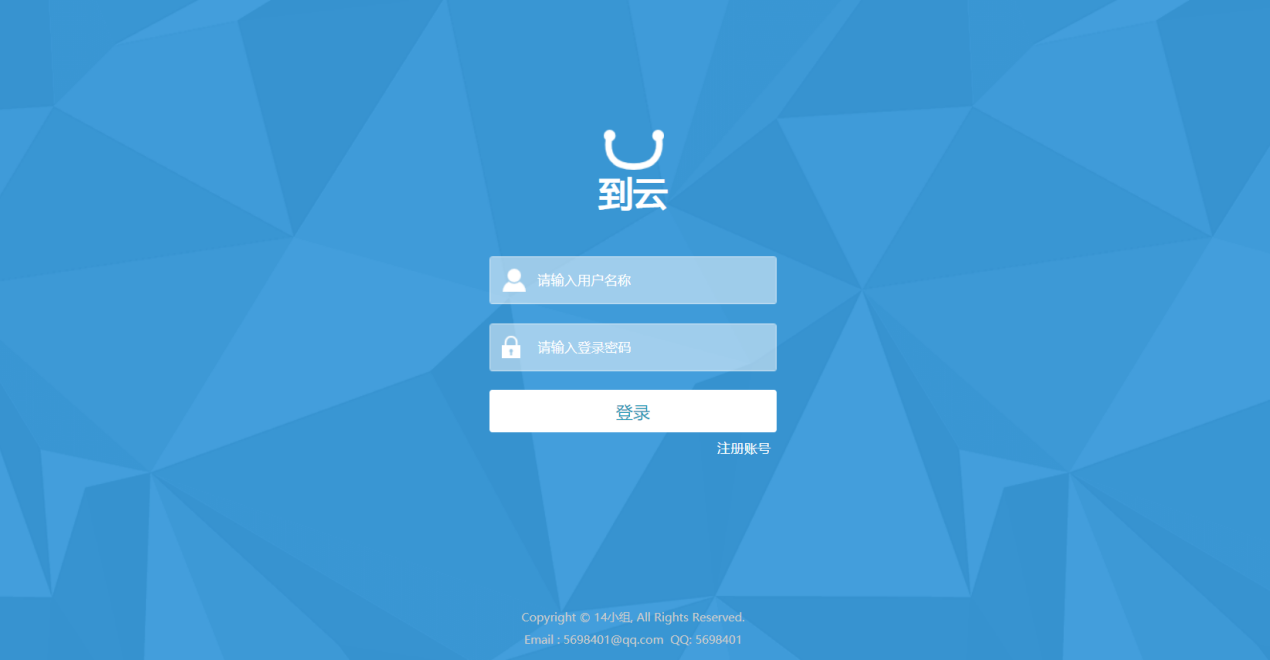 到云
请输入用户名称
请输入登录密码
登录
注册账号
Copyright © 14小组, All Rights Reserved.
Email : 5698401@qq.com  QQ: 5698401